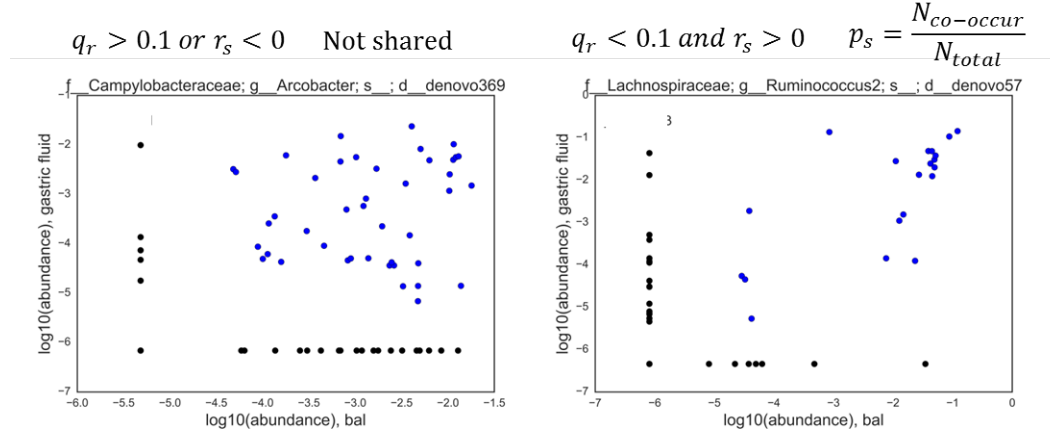 q_r > 0.1 or r_s < 0 Not shared
q_r < 0.1 and r_s > 0 p_s = N_co−occur / N_total
f__Campylobacteraceae; g__Arcobacter; s__; d__denovo369
−1
−2
−3
−4
−5
−6
−7
log10(abundance), gastric fluid
−6.0 −5.5 −5.0 −4.5 −4.0 −3.5 −3.0 −2.5 −2.0 −1.5
log10(abundance), bal
f__Lachnospiraceae; g__Ruminococcus2; s__; d__denovo57
0
−1
−2
−3
−4
−5
−6
−7
log10(abundance), gastric fluid
−7 −6 −5 −4 −3 −2 −1 0
log10(abundance), bal